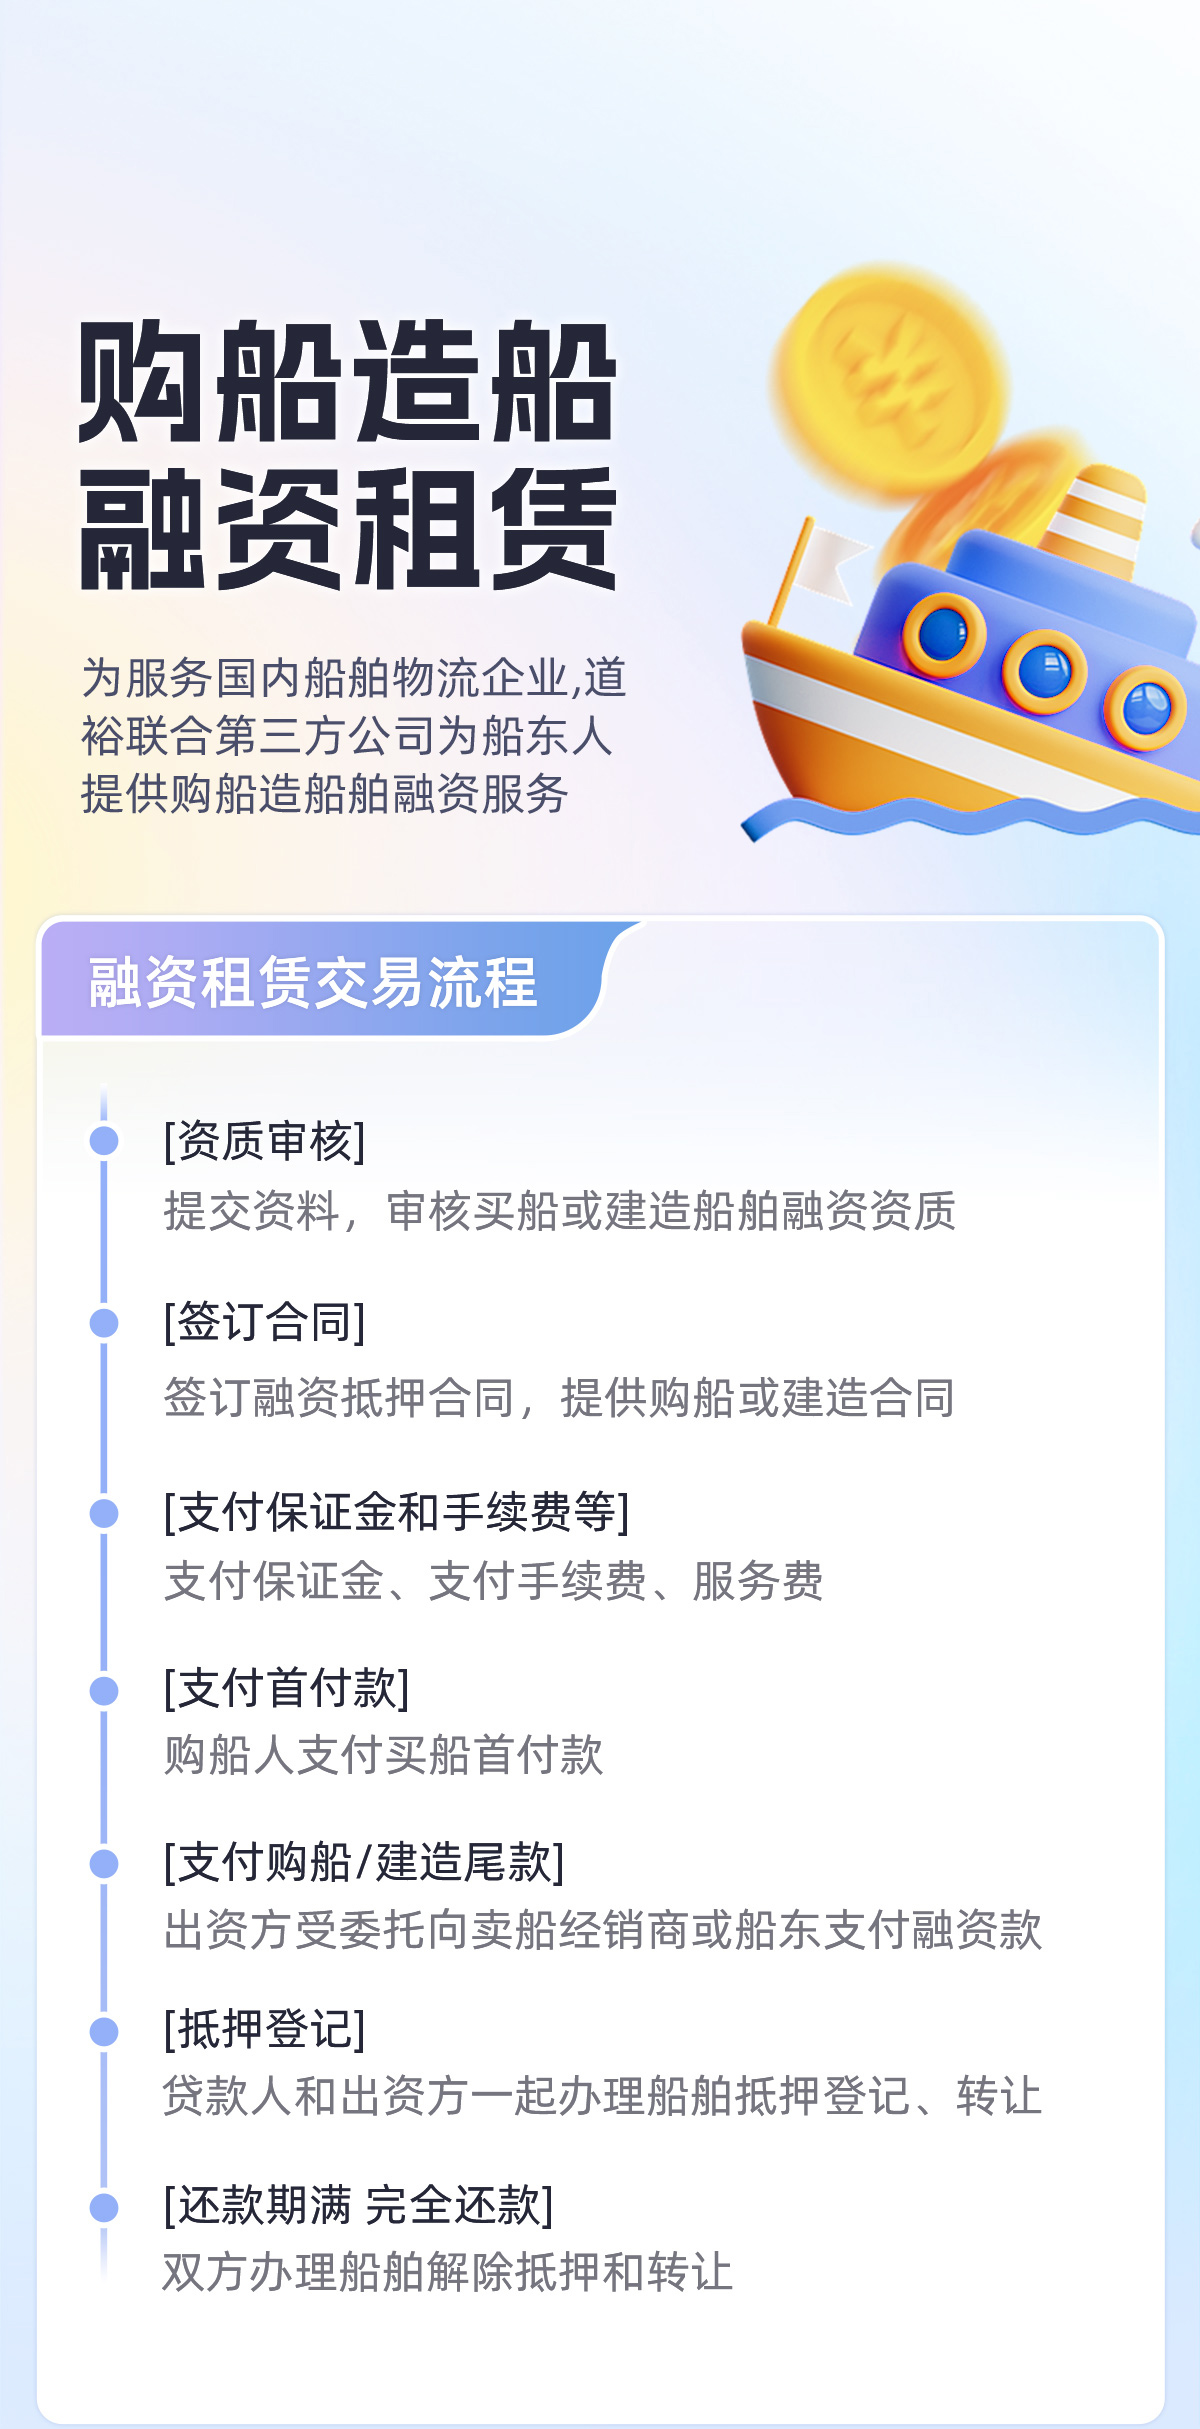 购船造船
融资租赁
为服务国内船舶物流企业,道
裕联合第三方公司为船东人
提供购船造船舶融资服务
融资租赁交易流程
[资质审核]
提交资料，审核买船或建造船舶融资资质
[签订合同]
签订融资抵押合同，提供购船或建造合同
[支付保证金和手续费等]
支付保证金、支付手续费、服务费
[支付首付款]
购船人支付买船首付款
[支付购船/建造尾款]
出资方受委托向卖船经销商或船东支付融资款
[抵押登记]
贷款人和出资方一起办理船舶抵押登记、转让
[还款期满 完全还款]
双方办理船舶解除抵押和转让